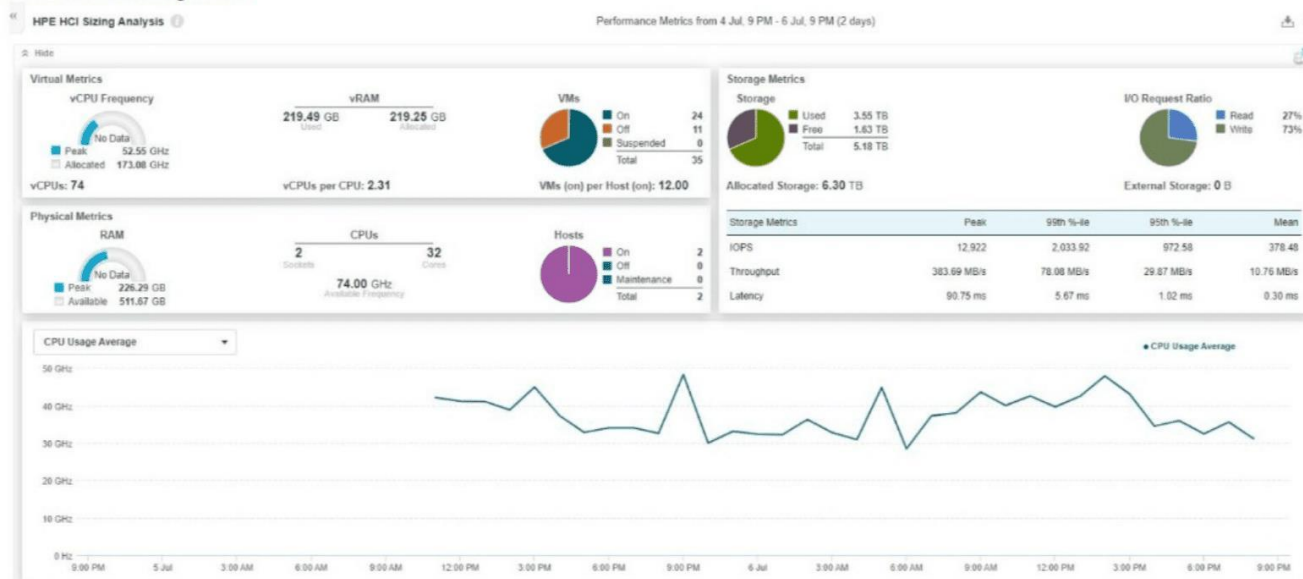 HPE HCI Sizing Analysis
Performance Metrics from 4 Jul, 9 PM - 6 Jul, 9 PM (2 days)
Hide
Virtual Metrics
vCPU Frequency
No Data
Peak 52.55 GHz
Allocated 173.08 GHz
vCPUs: 74
vRAM
219.49 GB 219.25 GB
Used Allocated
vCPUs per CPU: 2.31
VMs
On 24
Off 11
Suspended 0
Total 35
VMs (on) per Host (on): 12.00
Storage Metrics
Storage
Used 3.55 TB
Free 1.63 TB
Total 5.18 TB
Allocated Storage: 6.30 TB
I/O Request Ratio
Read 27%
Write 73%
External Storage: 0 B
Physical Metrics
RAM
No Data
Peak 226.29 GB
Available 511.67 GB
CPUs
2 32
Sockets Cores
74.00 GHz
Available Frequency
Hosts
On 2
Off 0
Maintenance 0
Total 2
Storage Metrics Peak 99th %-ile 95th %-ile Mean
IOPS 12,922 2,033.92 972.58 378.48
Throughput 383.69 MB/s 78.08 MB/s 29.87 MB/s 10.76 MB/s
Latency 90.75 ms 5.67 ms 1.02 ms 0.30 ms
CPU Usage Average
CPU Usage Average
50 GHz
40 GHz
30 GHz
20 GHz
10 GHz
0 Hz
9:00 PM 5 Jul 3:00 AM 6:00 AM 9:00 AM 12:00 PM 3:00 PM 6:00 PM 9:00 PM 6 Jul 3:00 AM 6:00 AM 9:00 AM 12:00 PM 3:00 PM 6:00 PM 9:00 PM